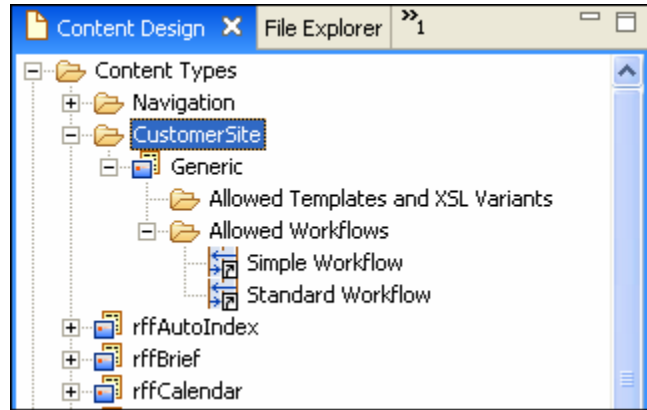 Content Design File Explorer »1
Content Types
Navigation
CustomerSite
Generic
Allowed Templates and XSL Variants
Allowed Workflows
Simple Workflow
Standard Workflow
rffAutoIndex
rffBrief
rffCalendar